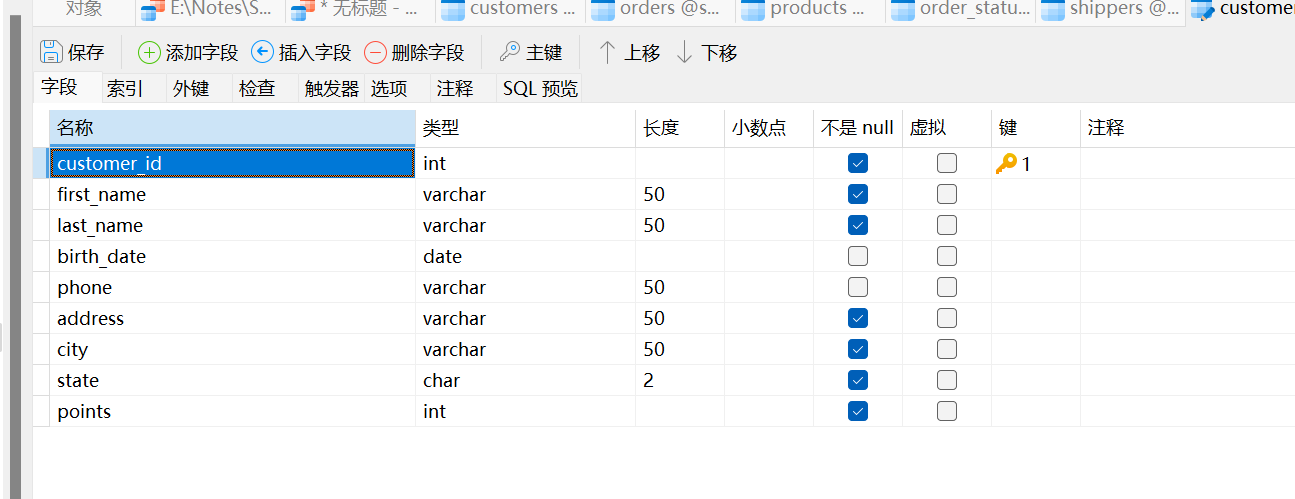 对象 E:\Notes\S... * 无标题 - ... customers ... orders @s... products ... order_statu... shippers @... customer
保存 添加字段 插入字段 删除字段 主键 上移 下移
字段 索引 外键 检查 触发器 选项 注释 SQL 预览
名称 类型 长度 小数点 不是 null 虚拟 键 注释
customer_id int 1
first_name varchar 50
last_name varchar 50
birth_date date
phone varchar 50
address varchar 50
city varchar 50
state char 2
points int